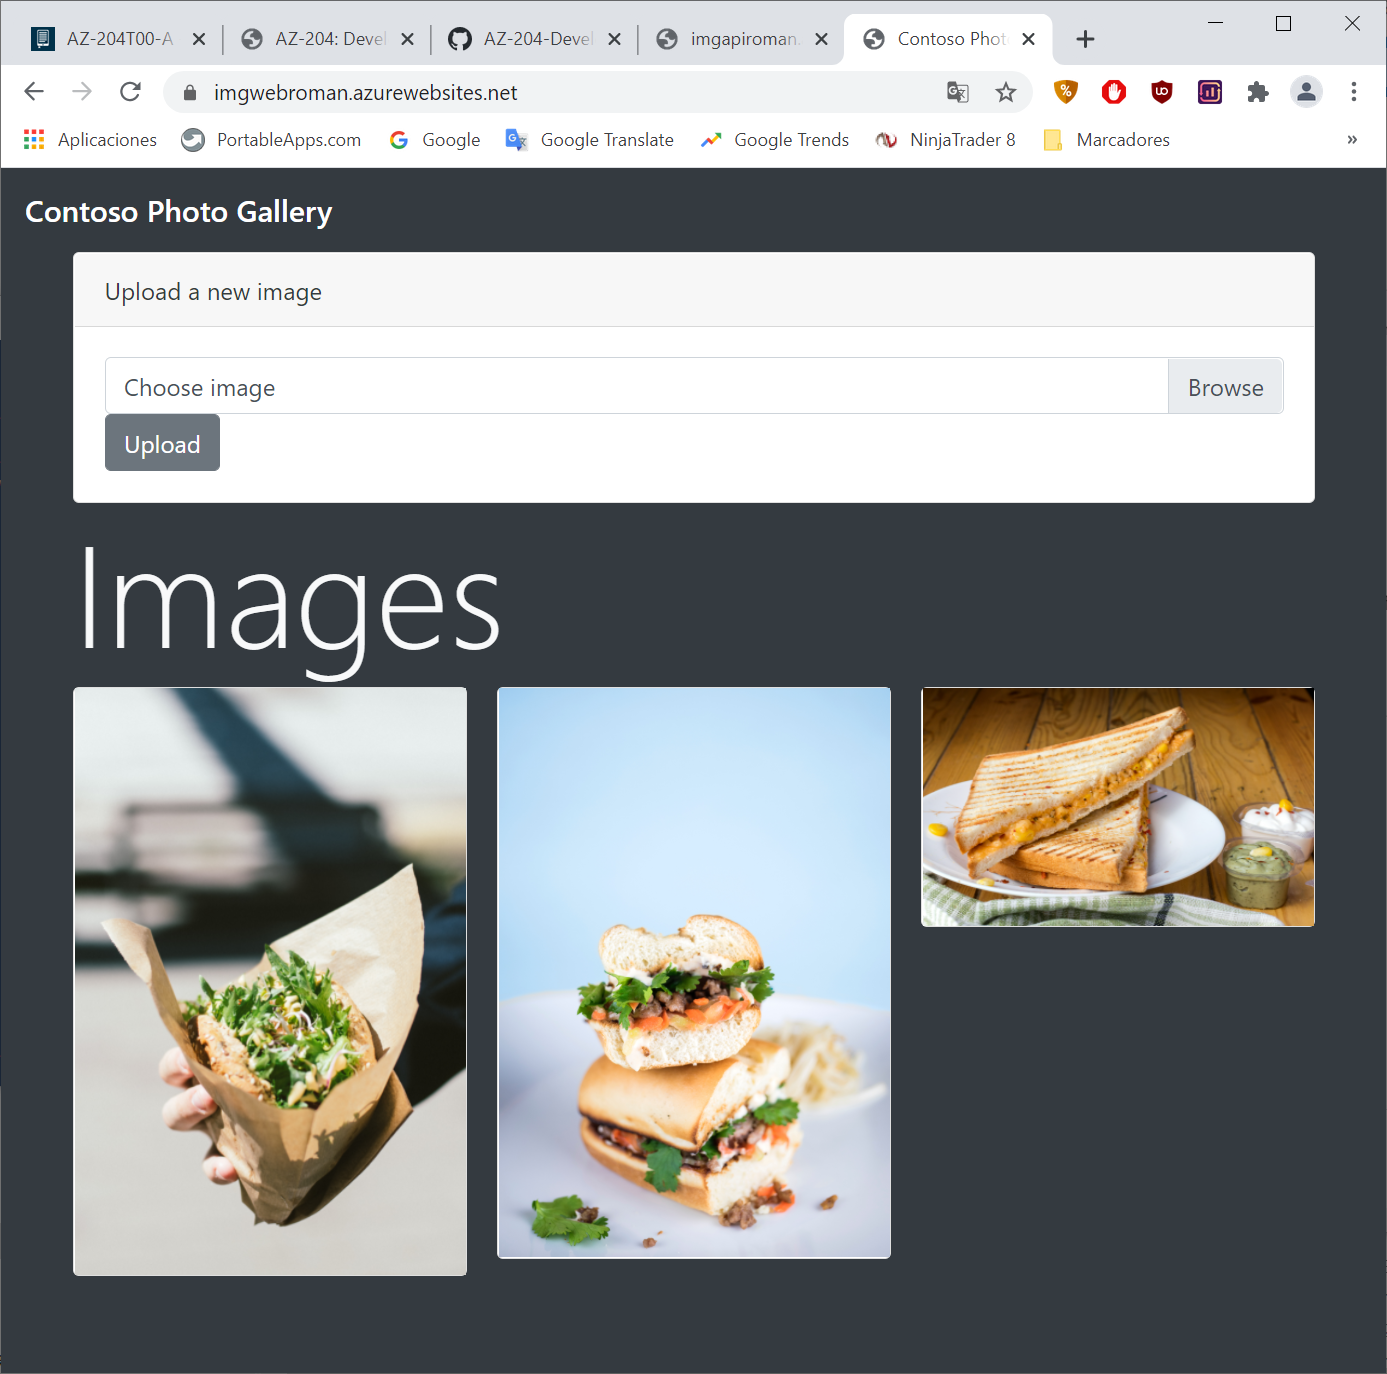 AZ-204T00-A
AZ-204: Devel
AZ-204-Devel
imgapiroman.
Contoso Phot
imgwebroman.azurewebsites.net
Aplicaciones
PortableApps.com
Google
Google Translate
Google Trends
NinjaTrader 8
Marcadores
»
Contoso Photo Gallery
Upload a new image
Choose image
Browse
Upload
Images